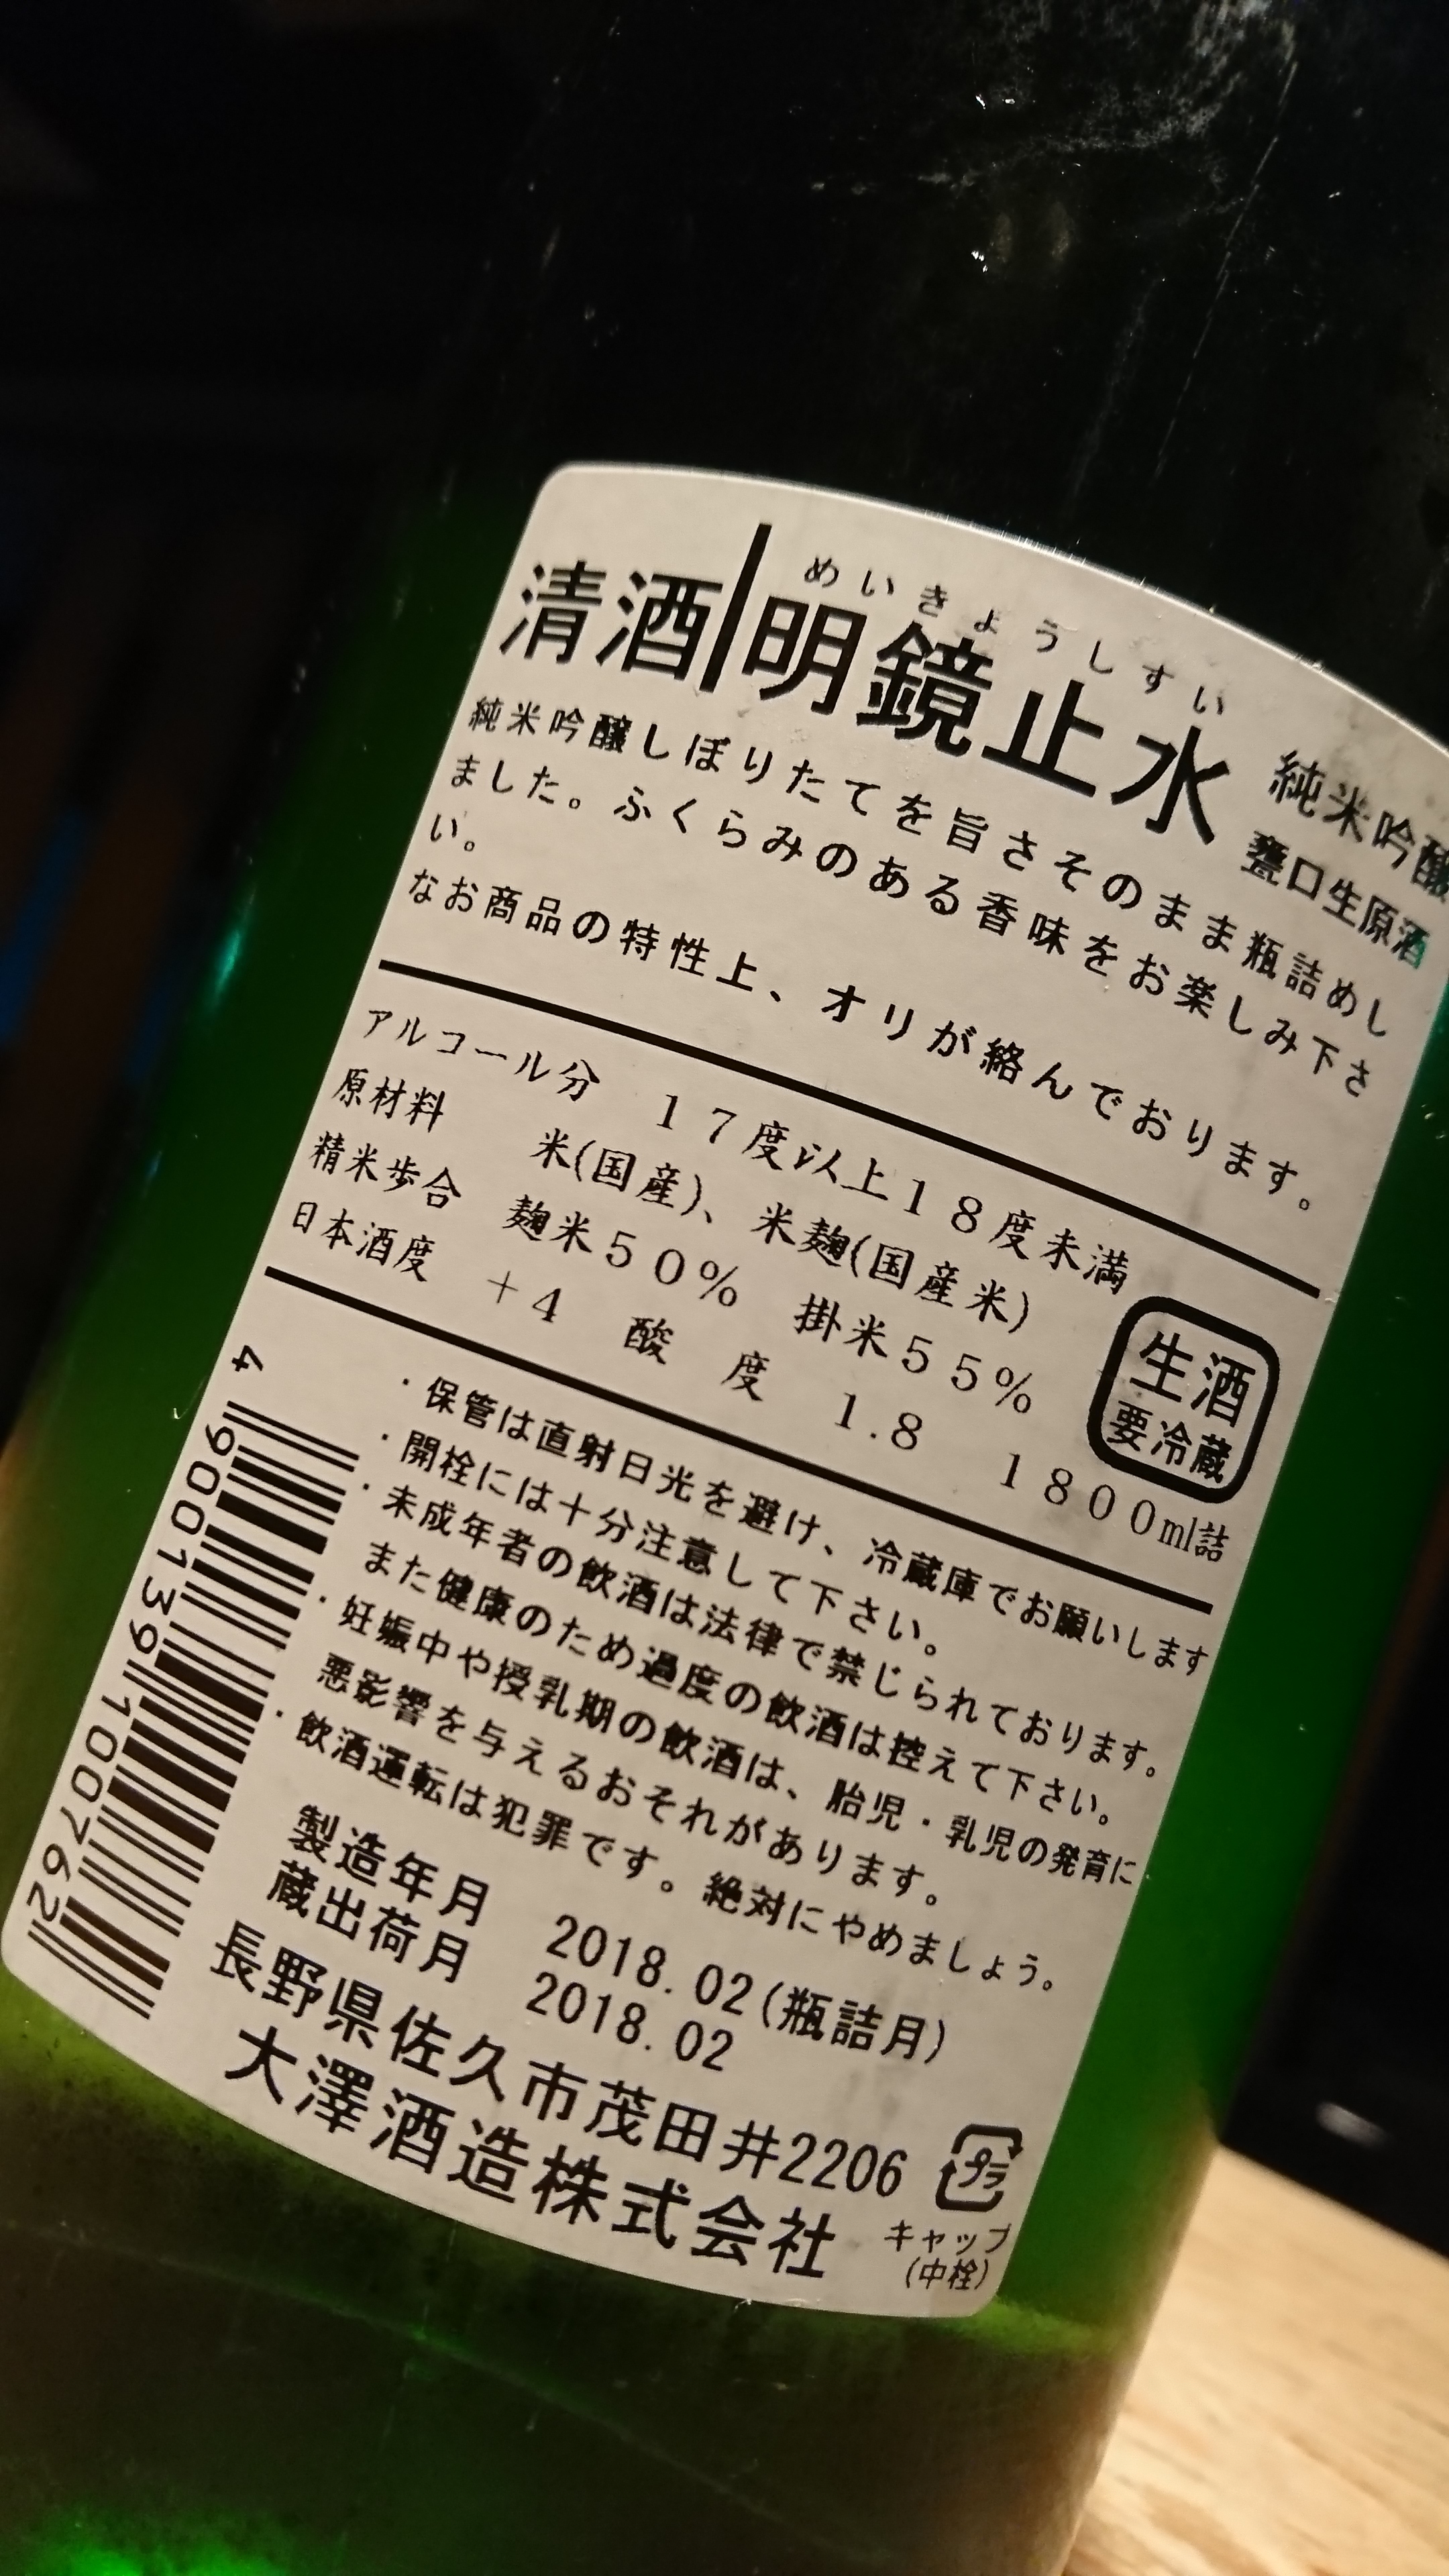 めいきょうしすい
清酒 明鏡止水 純米吟醸
甕口生原酒
純米吟醸しぼりたてを旨さそのまま瓶詰めし
ました。ふくらみのある香味をお楽しみ下さ
い。
なお商品の特性上、オリが絡んでおります。
アルコール分 17度以上18度未満
原材料 米(国産)、米麹(国産米)
精米歩合 麹米50% 掛米55%
日本酒度 +4 酸度 1.8 1800ml詰
生酒
要冷蔵
・保管は直射日光を避け、冷蔵庫でお願いします
・開栓には十分注意して下さい。
・未成年者の飲酒は法律で禁じられております。
また健康のため過度の飲酒は控えて下さい。
・妊娠中や授乳期の飲酒は、胎児・乳児の発育に
悪影響を与えるおそれがあります。
・飲酒運転は犯罪です。絶対にやめましょう。
製造年月 2018.02(瓶詰月)
蔵出荷月 2018.02
長野県佐久市茂田井2206
大澤酒造株式会社
プラ
キャップ
(中栓)
4 900139 100762